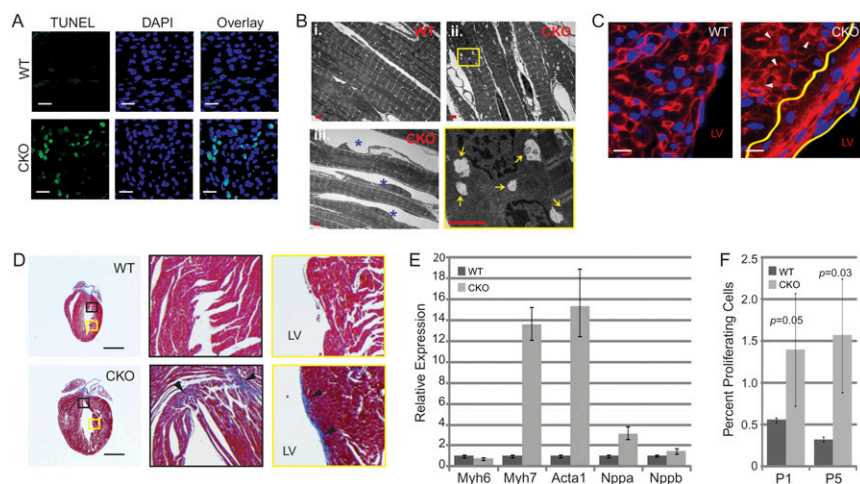 A
TUNEL DAPI Overlay
WT
CKO
B
i. WT
ii. CKO
iii. CKO
C
WT
LV
CKO
LV
D
WT
LV
CKO
LV
E
Relative Expression
20
18
16
14
12
10
8
6
4
2
0
WT
CKO
Myh6 Myh7 Acta1 Nppa Nppb
F
Percent Proliferating Cells
2.5
2.0
1.5
1.0
0.5
0
WT
CKO
p=0.03
p=0.05
P1 P5